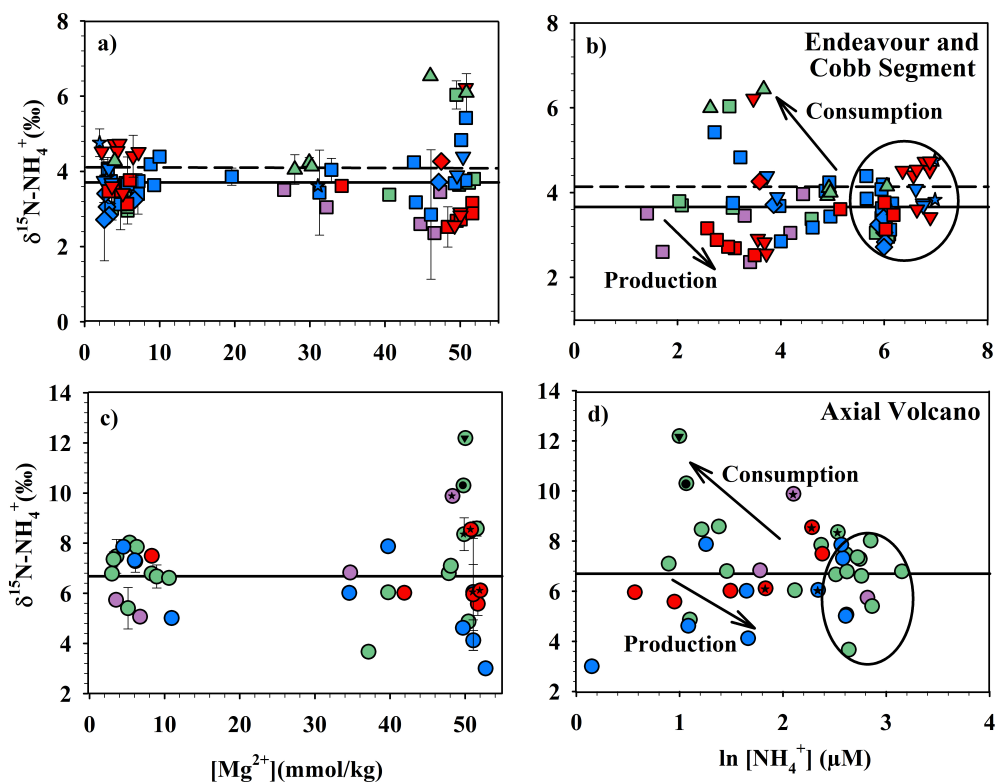 a)
8
6
4
2
0
0 10 20 30 40 50
δ¹⁵N-NH₄⁺ (‰)
b)
Endeavour and
Cobb Segment
Consumption
Production
8
6
4
2
0 2 4 6 8
c)
14
12
10
8
6
4
2
0 10 20 30 40 50
δ¹⁵N-NH₄⁺ (‰)
[Mg²⁺](mmol/kg)
d)
Axial Volcano
Consumption
Production
14
12
10
8
6
4
2
0 1 2 3 4
ln [NH₄⁺] (µM)